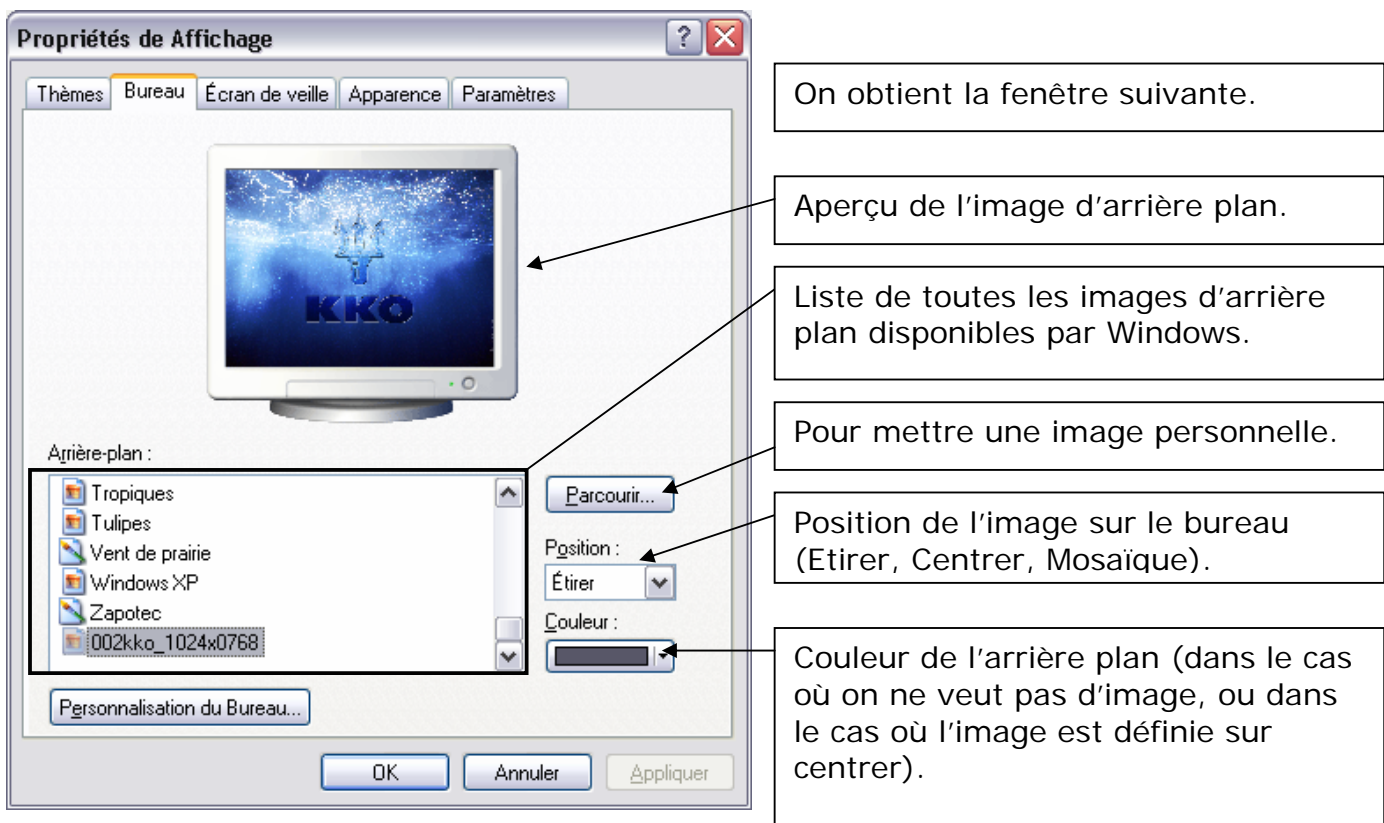 Propriétés de Affichage
Thèmes Bureau Écran de veille Apparence Paramètres
KKO
Arrière-plan :
Tropiques
Tulipes
Vent de prairie
Windows XP
Zapotec
002kko_1024x0768
Parcourir...
Position :
Étirer
Couleur :
Personnalisation du Bureau...
OK Annuler Appliquer
On obtient la fenêtre suivante.
Aperçu de l'image d'arrière plan.
Liste de toutes les images d'arrière
plan disponibles par Windows.
Pour mettre une image personnelle.
Position de l'image sur le bureau
(Etirer, Centrer, Mosaïque).
Couleur de l'arrière plan (dans le cas
où on ne veut pas d'image, ou dans
le cas où l'image est définie sur
centrer).